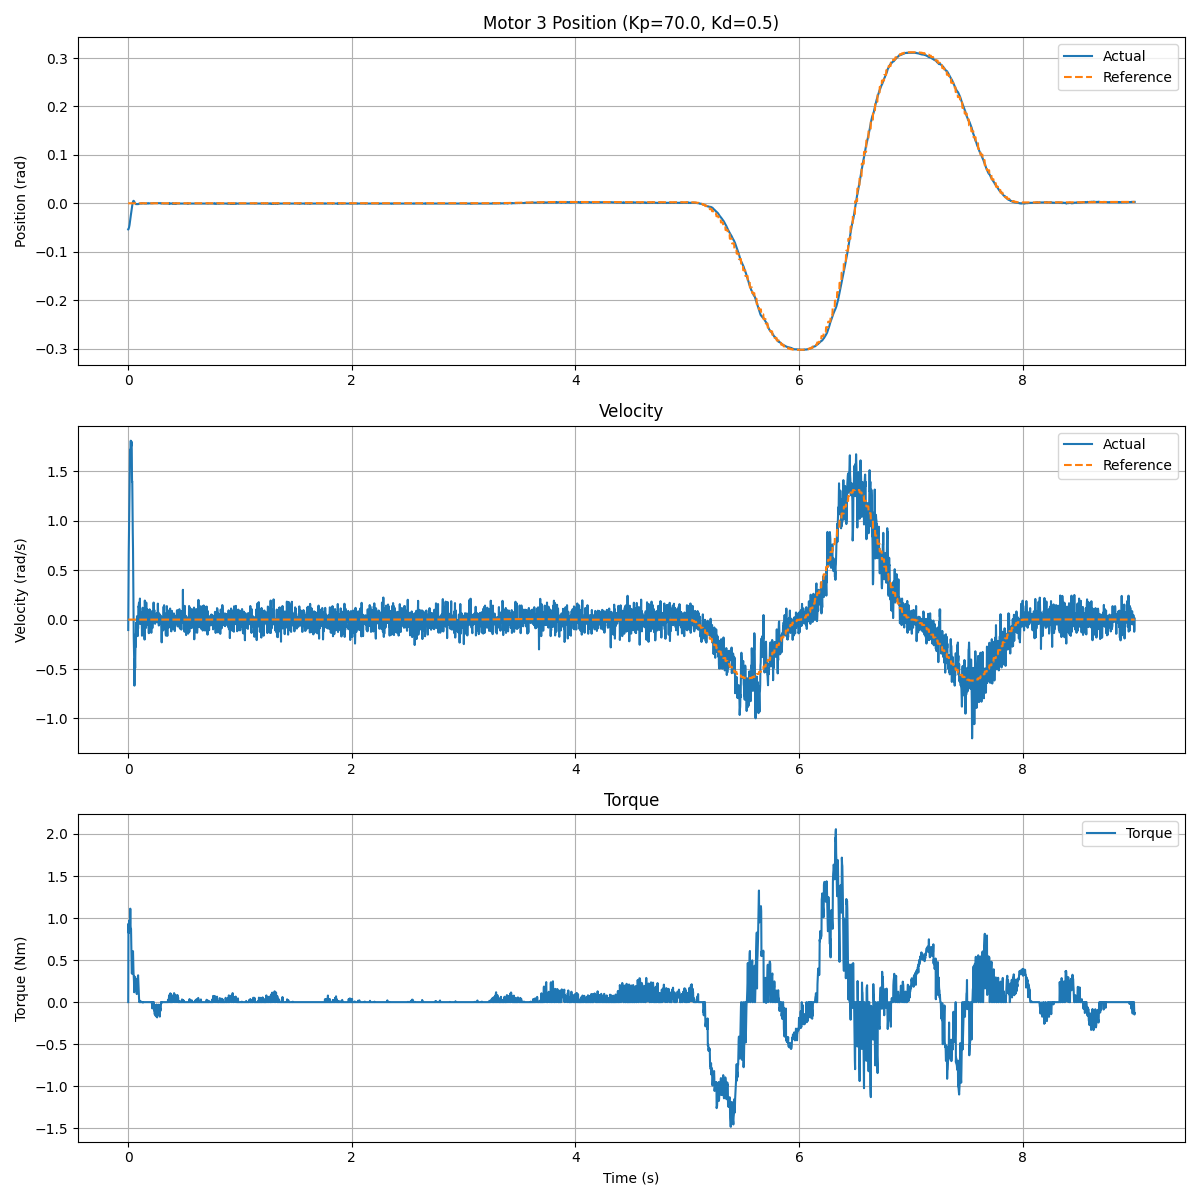 Motor 3 Position (Kp=70.0, Kd=0.5)
Position (rad)
0.3
0.2
0.1
0.0
−0.1
−0.2
−0.3
Actual
Reference
0 2 4 6 8
Velocity
Velocity (rad/s)
1.5
1.0
0.5
0.0
−0.5
−1.0
Actual
Reference
0 2 4 6 8
Torque
Torque (Nm)
2.0
1.5
1.0
0.5
0.0
−0.5
−1.0
−1.5
Torque
0 2 4 6 8
Time (s)